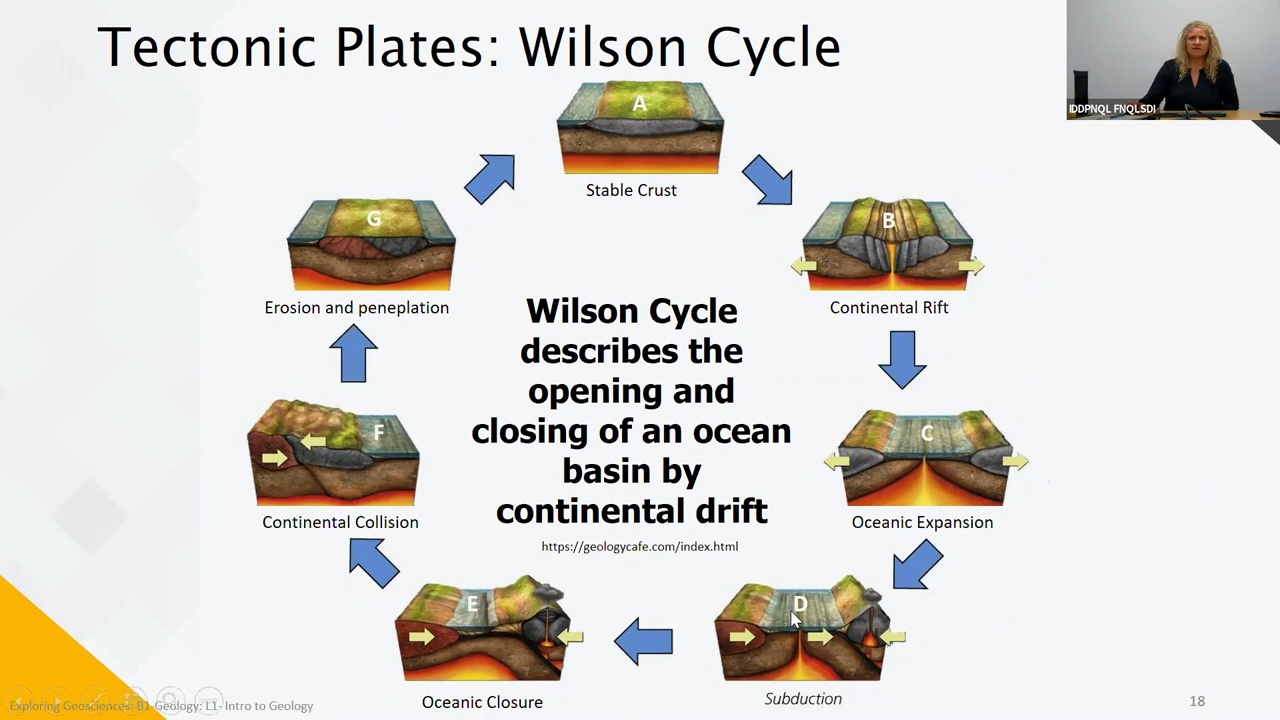 Tectonic Plates: Wilson Cycle
IDDPNQL FNQLSDI
A
Stable Crust
G
B
Erosion and peneplation
Continental Rift
Wilson Cycle
describes the
opening and
closing of an ocean
basin by
continental drift
https://geologycafe.com/index.html
F
C
Continental Collision
Oceanic Expansion
E
D
Oceanic Closure
Subduction
Exploring Geosciences: B1-Geology: L1- Intro to Geology
18